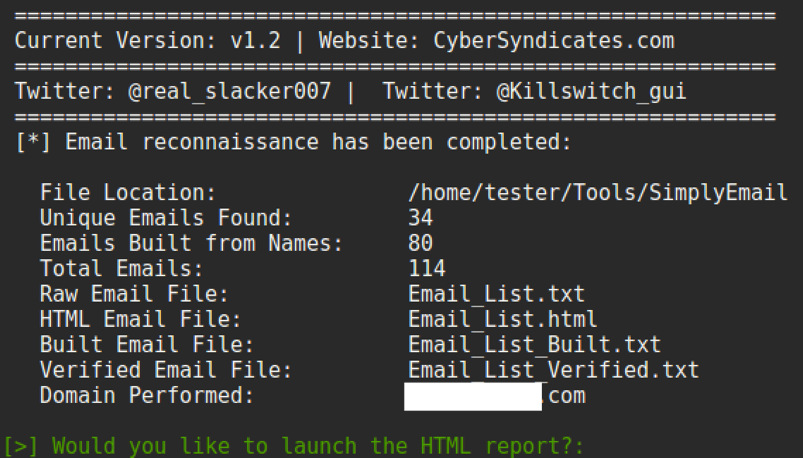 ============================================================
Current Version: v1.2 | Website: CyberSyndicates.com
============================================================
Twitter: @real_slacker007 |  Twitter: @Killswitch_gui
============================================================
[*] Email reconnaissance has been completed:
File Location: /home/tester/Tools/SimplyEmail
Unique Emails Found: 34
Emails Built from Names: 80
Total Emails: 114
Raw Email File: Email_List.txt
HTML Email File: Email_List.html
Built Email File: Email_List_Built.txt
Verified Email File: Email_List_Verified.txt
Domain Performed: .com
[>] Would you like to launch the HTML report?: